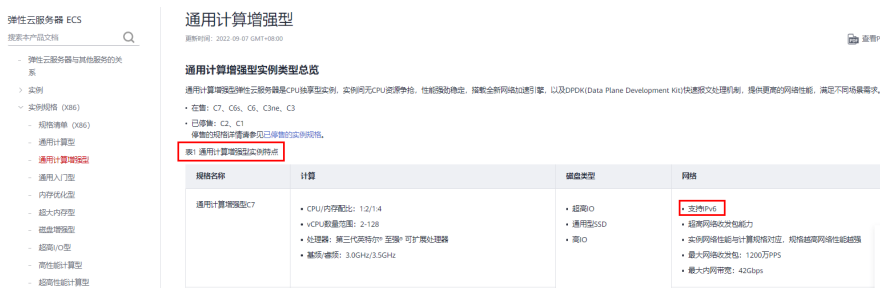 弹性云服务器 ECS
搜索本产品文档
弹性云服务器与其他服务的关
系
实例
实例规格（X86）
规格清单（X86）
通用计算型
通用计算增强型
通用入门型
内存优化型
超大内存型
磁盘增强型
超高I/O型
高性能计算型
超高性能计算型
通用计算增强型
更新时间：2022-09-07 GMT+08:00
查看P
通用计算增强型实例类型总览
通用计算增强型弹性云服务器是CPU独享型实例，实例间无CPU资源争抢，性能强劲稳定，搭载全新网络加速引擎，以及DPDK(Data Plane Development Kit)快速报文处理机制，提供更高的网络性能，满足不同场景需求。
• 在售：C7、C6s、C6、C3ne、C3
• 已停售：C2、C1
停售的规格详情请参见已停售的实例规格。
表1 通用计算增强型实例特点
规格名称 计算 磁盘类型 网络
通用计算增强型C7
• CPU/内存配比：1:2/1:4
• vCPU数量范围：2-128
• 处理器：第三代英特尔® 至强® 可扩展处理器
• 基频/睿频：3.0GHz/3.5GHz
• 超高IO
• 通用型SSD
• 高IO
• 支持IPv6
• 超高网络收发包能力
• 实例网络性能与计算规格对应，规格越高网络性能越强
• 最大网络收发包：1200万PPS
• 最大内网带宽：42Gbps